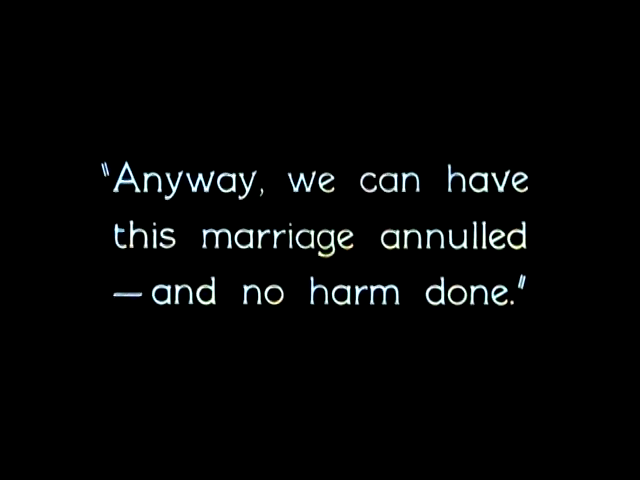 "Anyway, we can have
this marriage annulled
—and no harm done."